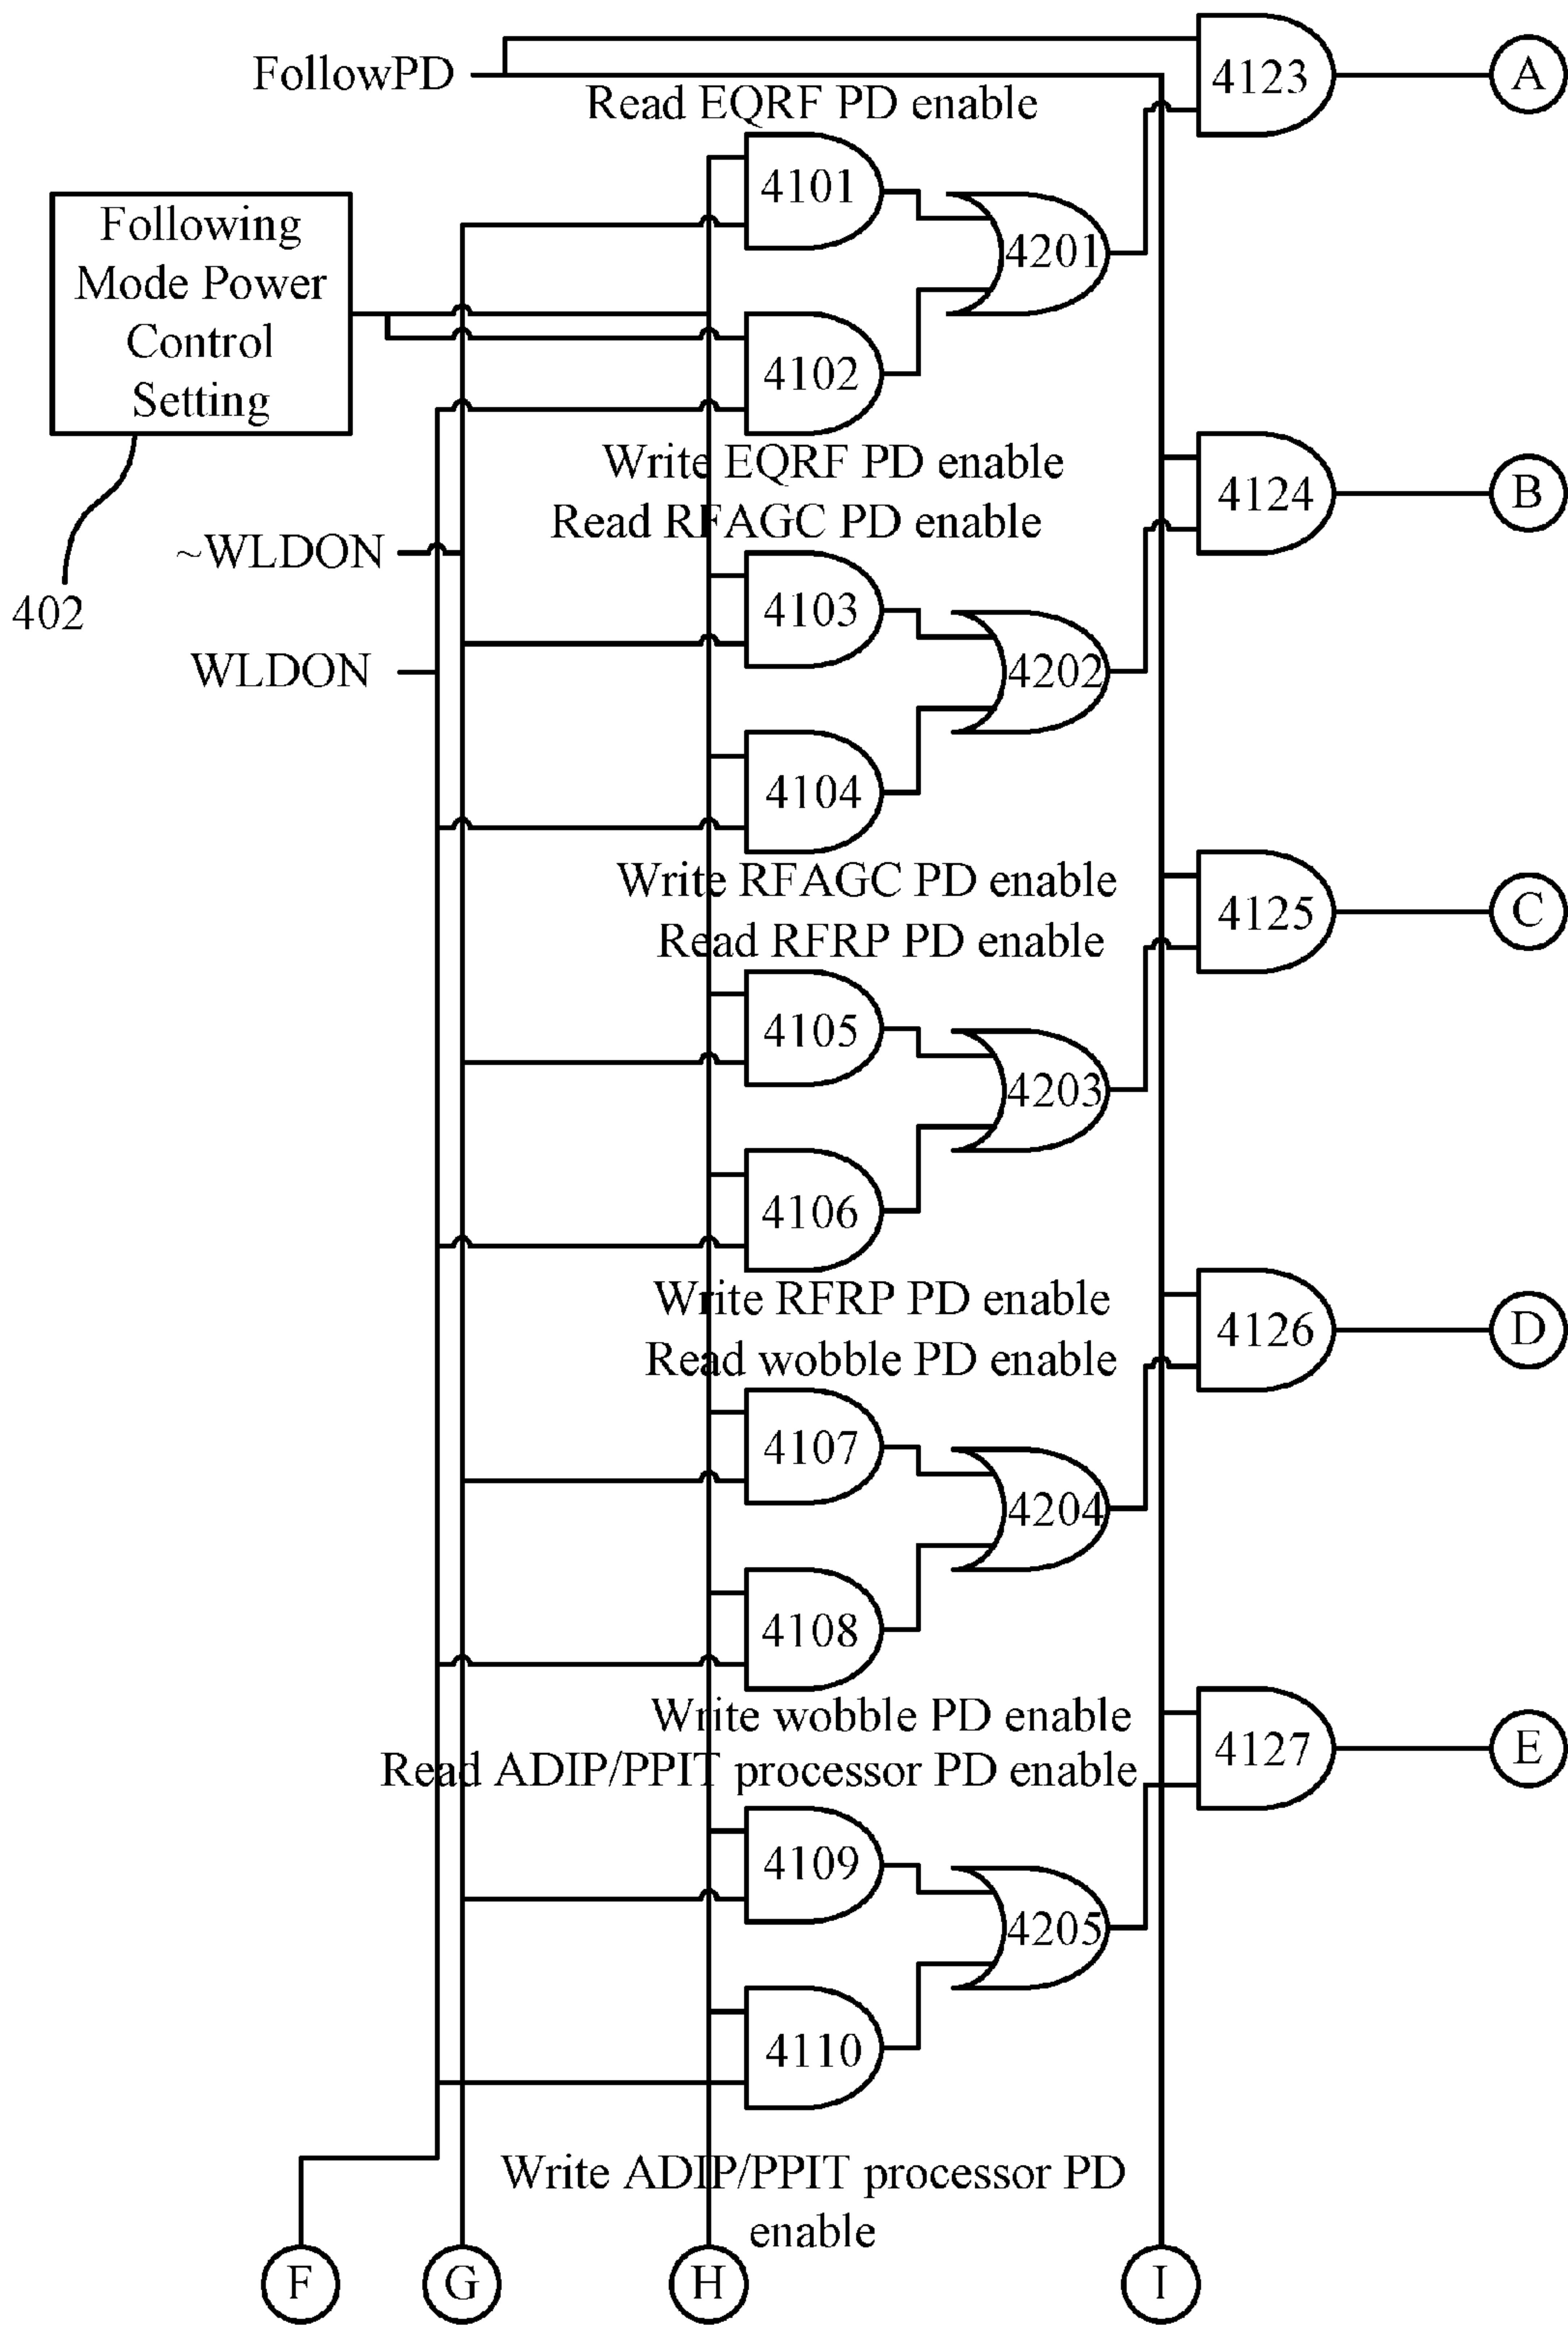 FollowPD
4123
A
Read EQRF PD enable
4101
Following
Mode Power
Control
Setting
4201
4102
Write EQRF PD enable
4124
B
Read RFAGC PD enable
~WLDON
402
4103
WLDON
4202
4104
Write RFAGC PD enable
4125
C
Read RFRP PD enable
4105
4203
4106
Write RFRP PD enable
4126
D
Read wobble PD enable
4107
4204
4108
Write wobble PD enable
4127
E
Read ADIP/PPIT processor PD enable
4109
4205
4110
Write ADIP/PPIT processor PD
enable
F
G
H
I